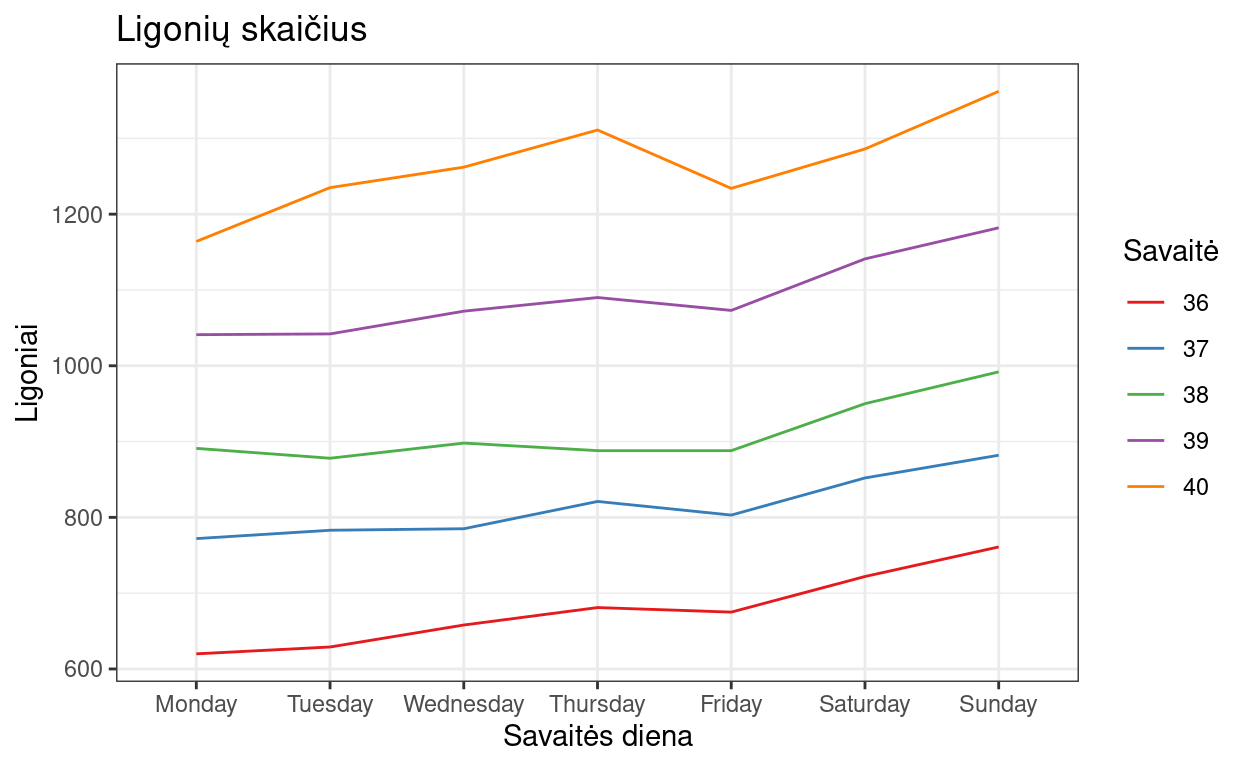 Ligonių skaičius
Ligoniai
1200
1000
800
600
Monday Tuesday Wednesday Thursday Friday Saturday Sunday
Savaitės diena
Savaitė
36
37
38
39
40